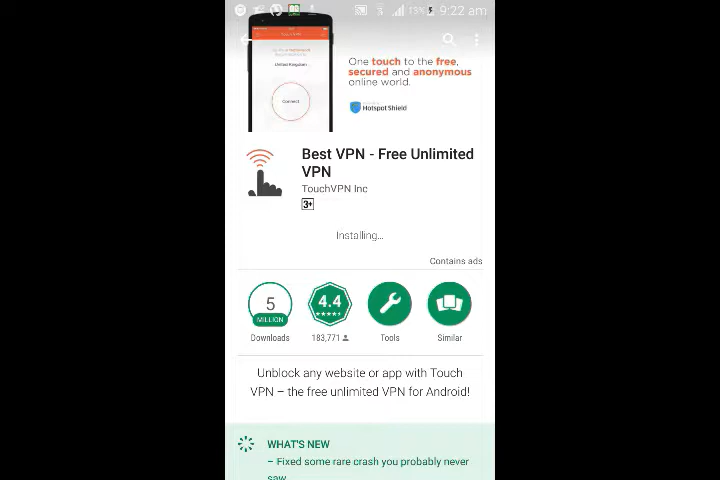 13% 9:22 am
United Kingdom
Connect
One touch to the free,
secured and anonymous
online world.
Hotspot Shield
Best VPN - Free Unlimited
VPN
TouchVPN Inc
3+
Installing...
Contains ads
5
MILLION
4.4
Downloads
183,771
Tools
Similar
Unblock any website or app with Touch
VPN – the free unlimited VPN for Android!
WHAT'S NEW
– Fixed some rare crash you probably never
saw